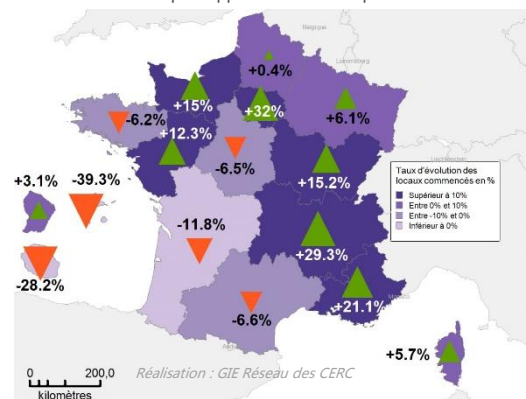 Belgique
Luxembourg
+0.4%
+15%
+32%
+6.1%
-6.2%
+12.3%
-6.5%
+15.2%
Liechtenstein
+3.1%
-39.3%
-11.8%
+29.3%
-28.2%
-6.6%
+21.1%
+5.7%
Taux d'évolution des
locaux commencés en %
Supérieur à 10%
Entre 0% et 10%
Entre -10% et 0%
Inférieur à 0%
0 200,0
kilomètres
Réalisation : GIE Réseau des CERC